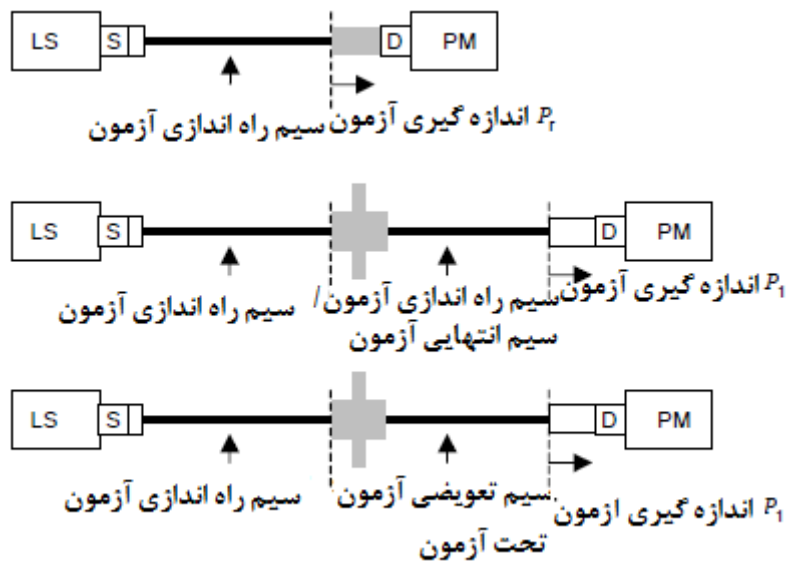 LS S D PM
سیم راه اندازی آزمون اندازه گیری آزمون Pr
LS S D PM
سیم راه اندازی آزمون سیم راه اندازی آزمون/ اندازه گیری آزمون P1
سیم انتهایی آزمون
LS S D PM
سیم راه اندازی آزمون سیم تعویضی آزمون اندازه گیری ازمون P1
تحت آزمون